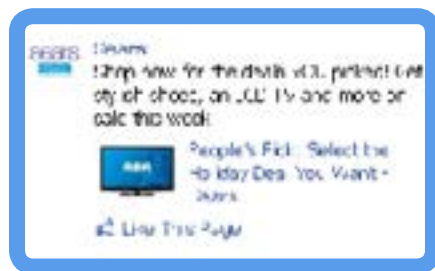 sears Sears
Shop now for the deals YOU picked! Get
stylish shoes, an LCD TV and more on
sale this week
People's Pick: Select the
Holiday Deal You Want -
Sears
Like This Page